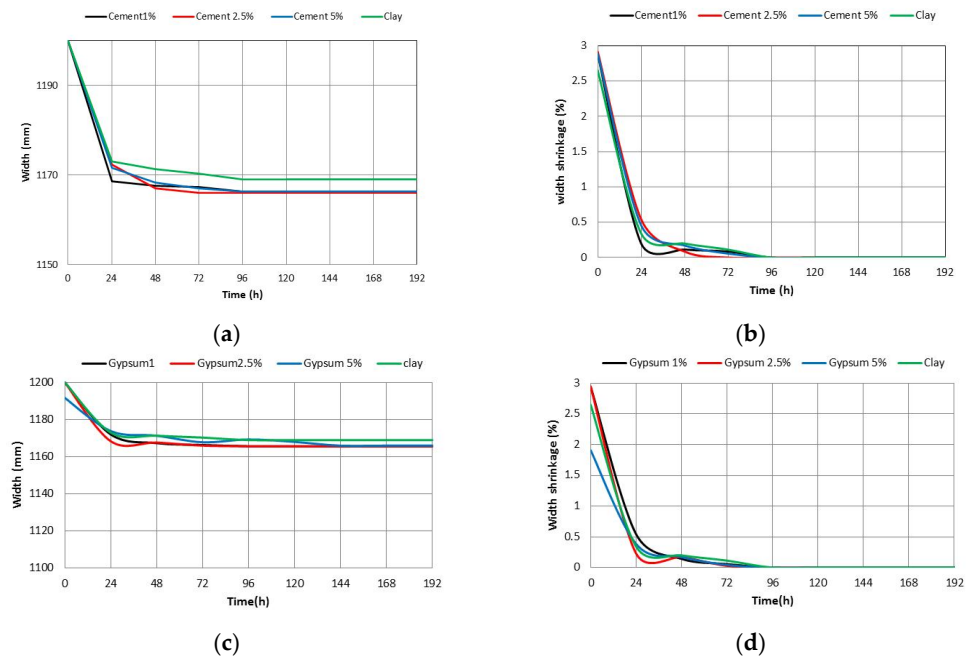 Cement1% Cement 2.5% Cement 5% Clay
1190
1170
1150
Width (mm)
0 24 48 72 96 120 144 168 192
Time (h)
(a)
Cement1% Cement 2.5% Cement 5% Clay
3
2.5
2
1.5
1
0.5
0
width shrinkage (%)
0 24 48 72 96 120 144 168 192
Time (h)
(b)
Gypsum1 Gypsum2.5% Gypsum 5% clay
1200
1180
1160
1140
1120
1100
Width (mm)
0 24 48 72 96 120 144 168 192
Time(h)
(c)
Gypsum 1% Gypsum 2.5% Gypsum 5% Clay
3
2.5
2
1.5
1
0.5
0
Width shrinkage (%)
0 24 48 72 96 120 144 168 192
Time(h)
(d)